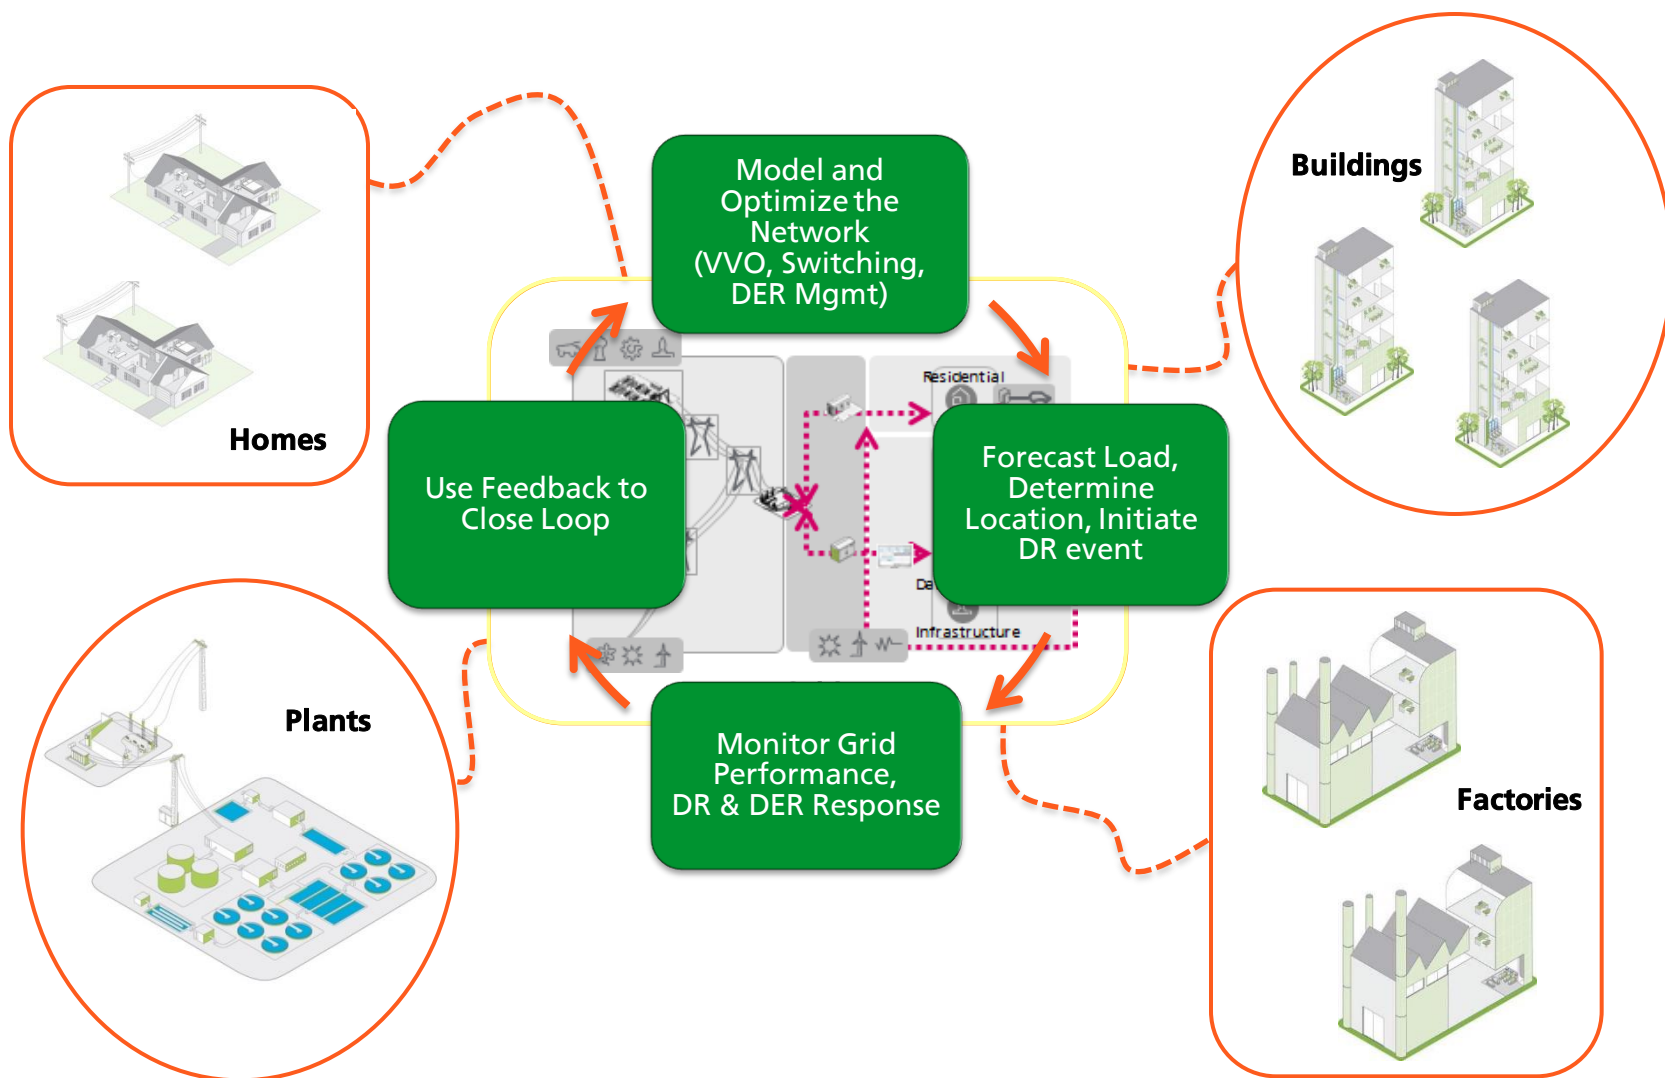 Model and
Optimize the
Network
(VVO, Switching,
DER Mgmt)
Buildings
Homes
Residential
Use Feedback to
Close Loop
Forecast Load,
Determine
Location, Initiate
DR event
Infrastructure
Plants
Monitor Grid
Performance,
DR & DER Response
Factories